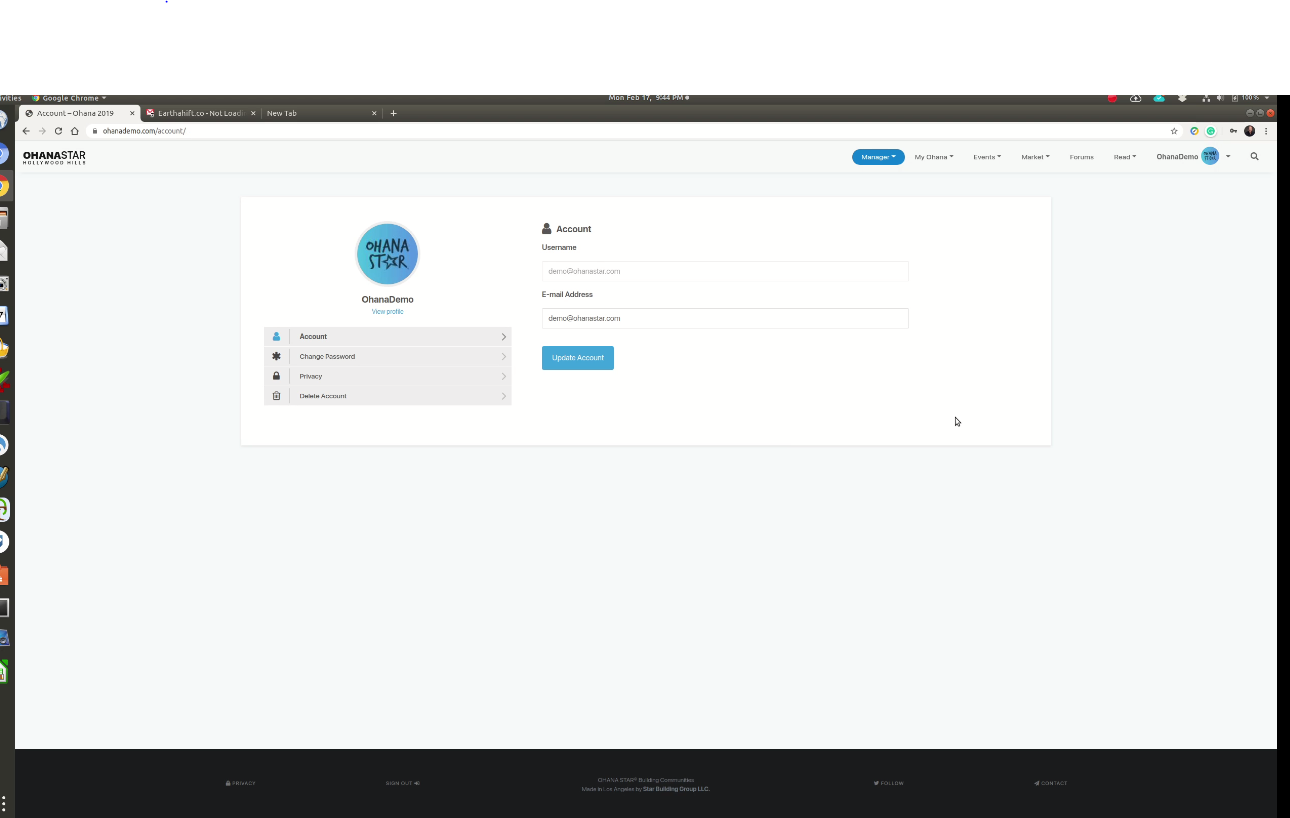 ivities Google Chrome Mon Feb 17, 9:44 PM 100 %
Account – Ohana 2019 Earthahift.co - Not Loadi New Tab
ohanademo.com/account/
OHANASTAR
HOLLYWOOD HILLS
Manager My Ohana Events Market Forums Read OhanaDemo
OHANA
STAR
OhanaDemo
View profile
Account
Change Password
Privacy
Delete Account
Account
Username
demo@ohanastar.com
E-mail Address
demo@ohanastar.com
Update Account
PRIVACY
SIGN OUT
OHANA STAR® Building Communities
Made in Los Angeles by Star Building Group LLC.
FOLLOW
CONTACT